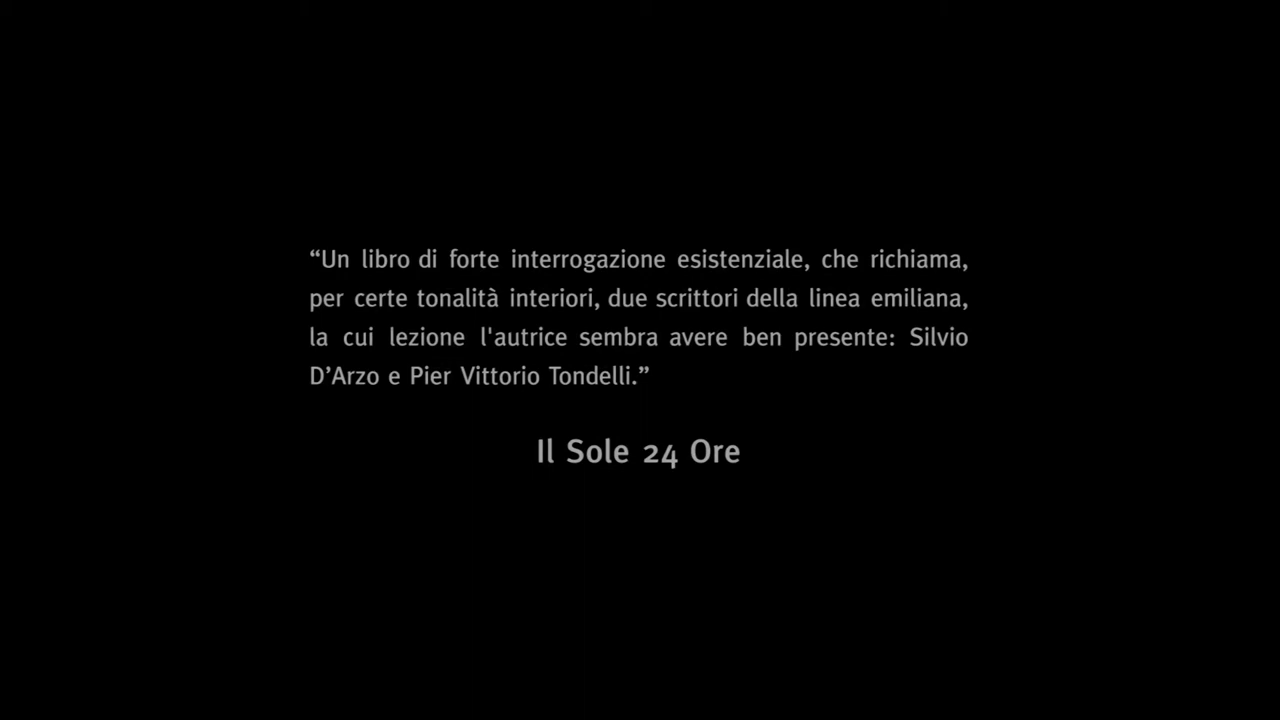 “Un libro di forte interrogazione esistenziale, che richiama,
per certe tonalità interiori, due scrittori della linea emiliana,
la cui lezione l'autrice sembra avere ben presente: Silvio
D’Arzo e Pier Vittorio Tondelli.”
Il Sole 24 Ore